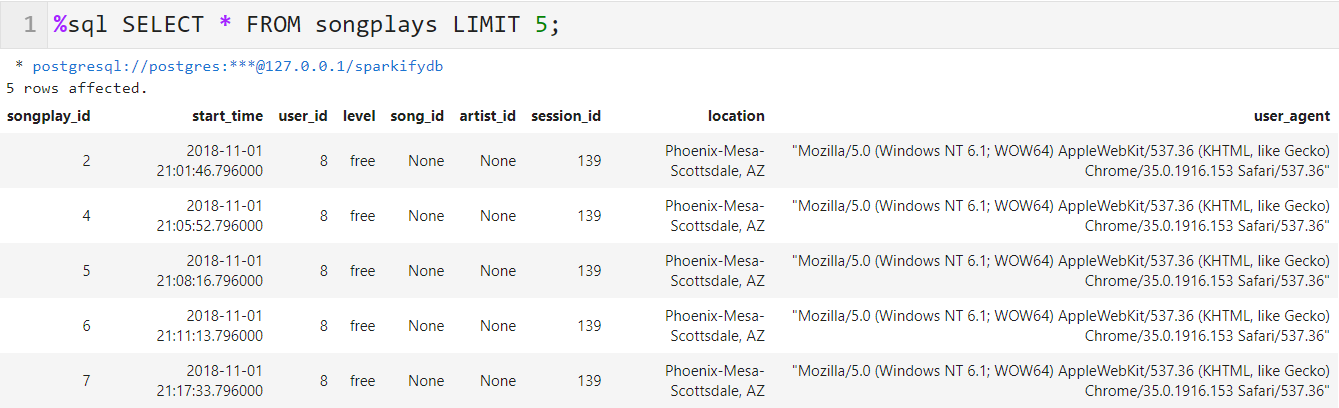 1 %sql SELECT * FROM songplays LIMIT 5;
* postgresql://postgres:***@127.0.0.1/sparkifydb
5 rows affected.
songplay_id start_time user_id level song_id artist_id session_id location user_agent
2 2018-11-01 21:01:46.796000 8 free None None 139 Phoenix-Mesa-Scottsdale, AZ "Mozilla/5.0 (Windows NT 6.1; WOW64) AppleWebKit/537.36 (KHTML, like Gecko) Chrome/35.0.1916.153 Safari/537.36"
4 2018-11-01 21:05:52.796000 8 free None None 139 Phoenix-Mesa-Scottsdale, AZ "Mozilla/5.0 (Windows NT 6.1; WOW64) AppleWebKit/537.36 (KHTML, like Gecko) Chrome/35.0.1916.153 Safari/537.36"
5 2018-11-01 21:08:16.796000 8 free None None 139 Phoenix-Mesa-Scottsdale, AZ "Mozilla/5.0 (Windows NT 6.1; WOW64) AppleWebKit/537.36 (KHTML, like Gecko) Chrome/35.0.1916.153 Safari/537.36"
6 2018-11-01 21:11:13.796000 8 free None None 139 Phoenix-Mesa-Scottsdale, AZ "Mozilla/5.0 (Windows NT 6.1; WOW64) AppleWebKit/537.36 (KHTML, like Gecko) Chrome/35.0.1916.153 Safari/537.36"
7 2018-11-01 21:17:33.796000 8 free None None 139 Phoenix-Mesa-Scottsdale, AZ "Mozilla/5.0 (Windows NT 6.1; WOW64) AppleWebKit/537.36 (KHTML, like Gecko) Chrome/35.0.1916.153 Safari/537.36"